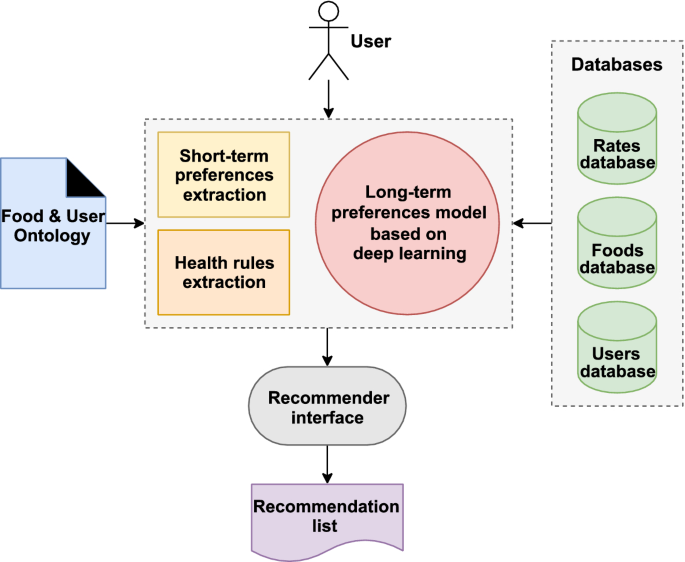 User
Databases
Rates
database
Foods
database
Users
database
Food & User
Ontology
Short-term
preferences
extraction
Health rules
extraction
Long-term
preferences model
based on
deep learning
Recommender
interface
Recommendation
list